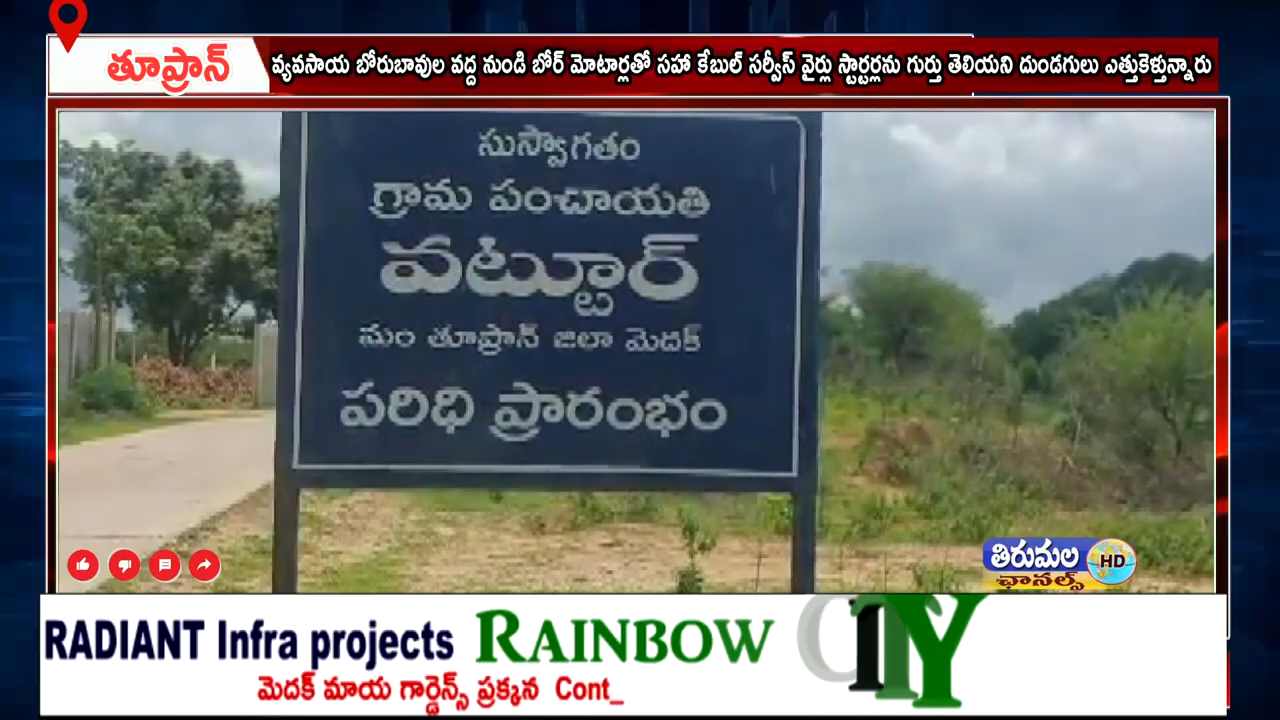 తూప్రాన్
వ్యవసాయ బోరుబావుల వద్ద నుండి బోర్ మోటార్లతో సహా కేబుల్ సర్వీస్ వైర్లు స్టార్టర్లను గుర్తు తెలియని దుండగులు ఎత్తుకెళ్తున్నారు
సుస్వాగతం
గ్రామ పంచాయతి
వట్టూర్
మం తూప్రాన్ జిలా మెదక్
పరిధి ప్రారంభం
తిరుమల
ఛానల్స్
HD
RADIANT Infra projects RAINBOW CITY
మెదక్ మాయ గార్డెన్స్ ప్రక్కన Cont_